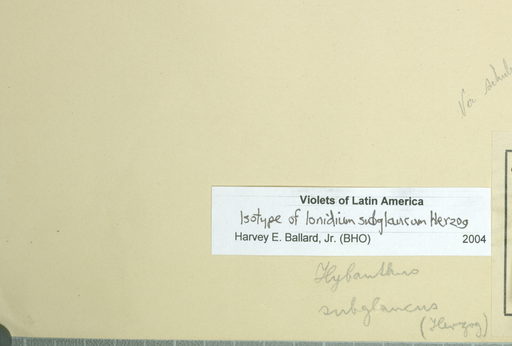 Violets of Latin America
Isotype of Ionidium subglaucum Herzog
Harvey E. Ballard, Jr. (BHO) 2004
Hybanthus
subglaucus
(Herzog)